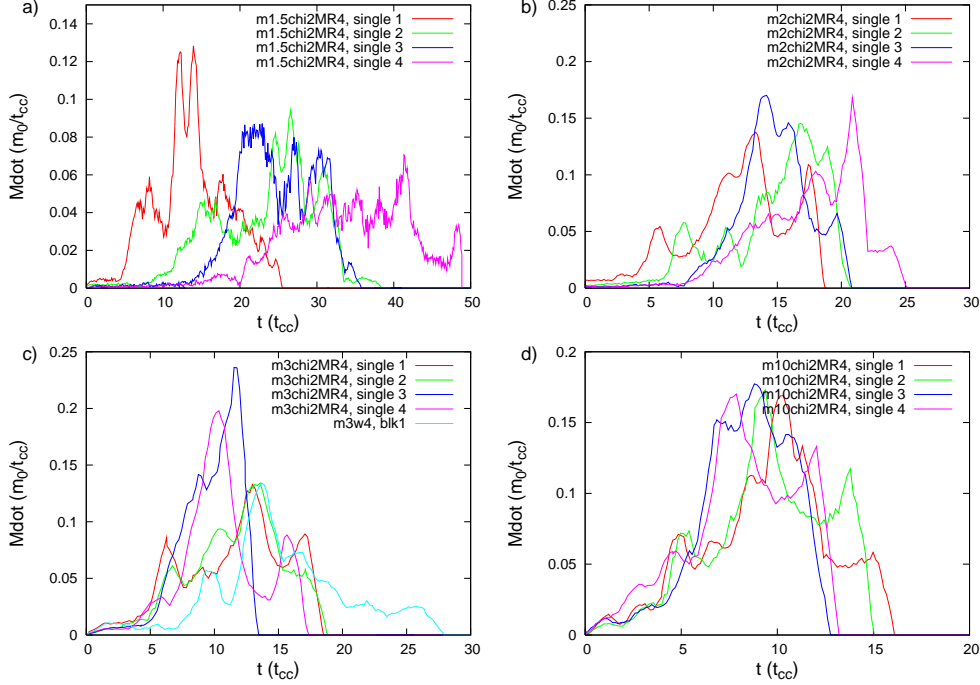 a)
Mdot (m0/tcc)
0.15
0.12
0.09
0.06
0.03
0
0 10 20 30 40 50
t (tcc)
m1.5chi2MR4, single 1
m1.5chi2MR4, single 2
m1.5chi2MR4, single 3
m1.5chi2MR4, single 4
b)
Mdot (m0/tcc)
0.25
0.2
0.15
0.1
0.05
0
0 5 10 15 20 25 30
t (tcc)
m2chi2MR4, single 1
m2chi2MR4, single 2
m2chi2MR4, single 3
m2chi2MR4, single 4
c)
Mdot (m0/tcc)
0.25
0.2
0.15
0.1
0.05
0
0 5 10 15 20 25 30
t (tcc)
m3chi2MR4, single 1
m3chi2MR4, single 2
m3chi2MR4, single 3
m3chi2MR4, single 4
m3w4, blk1
d)
Mdot (m0/tcc)
0.2
0.15
0.1
0.05
0
0 5 10 15 20
t (tcc)
m10chi2MR4, single 1
m10chi2MR4, single 2
m10chi2MR4, single 3
m10chi2MR4, single 4